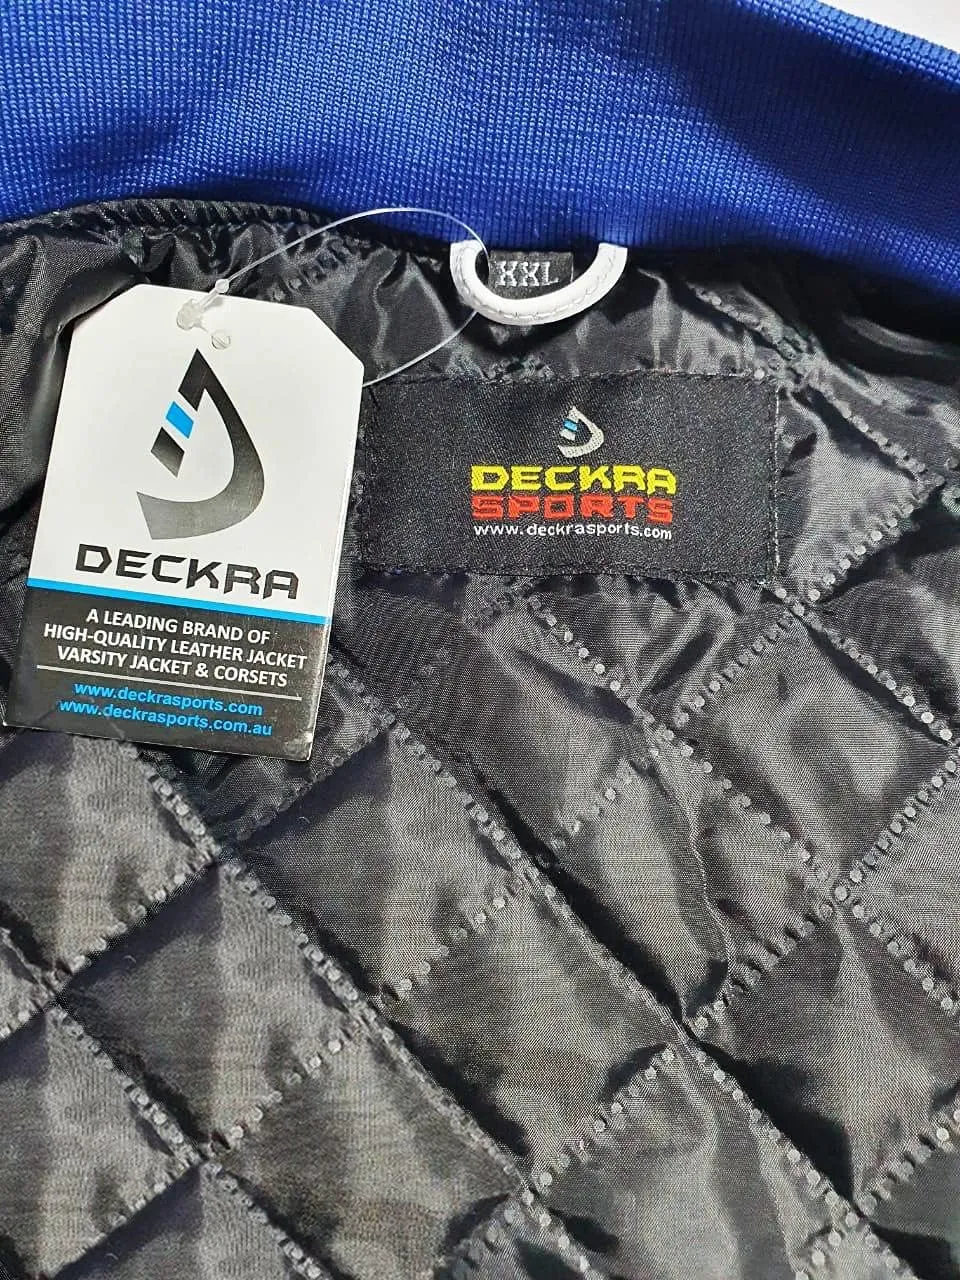 XXL
DECKRA
SPORTS
www.deckrasports.com
DECKRA
A LEADING BRAND OF
HIGH-QUALITY LEATHER JACKET
VARSITY JACKET & CORSETS
www.deckrasports.com
www.deckrasports.com.au